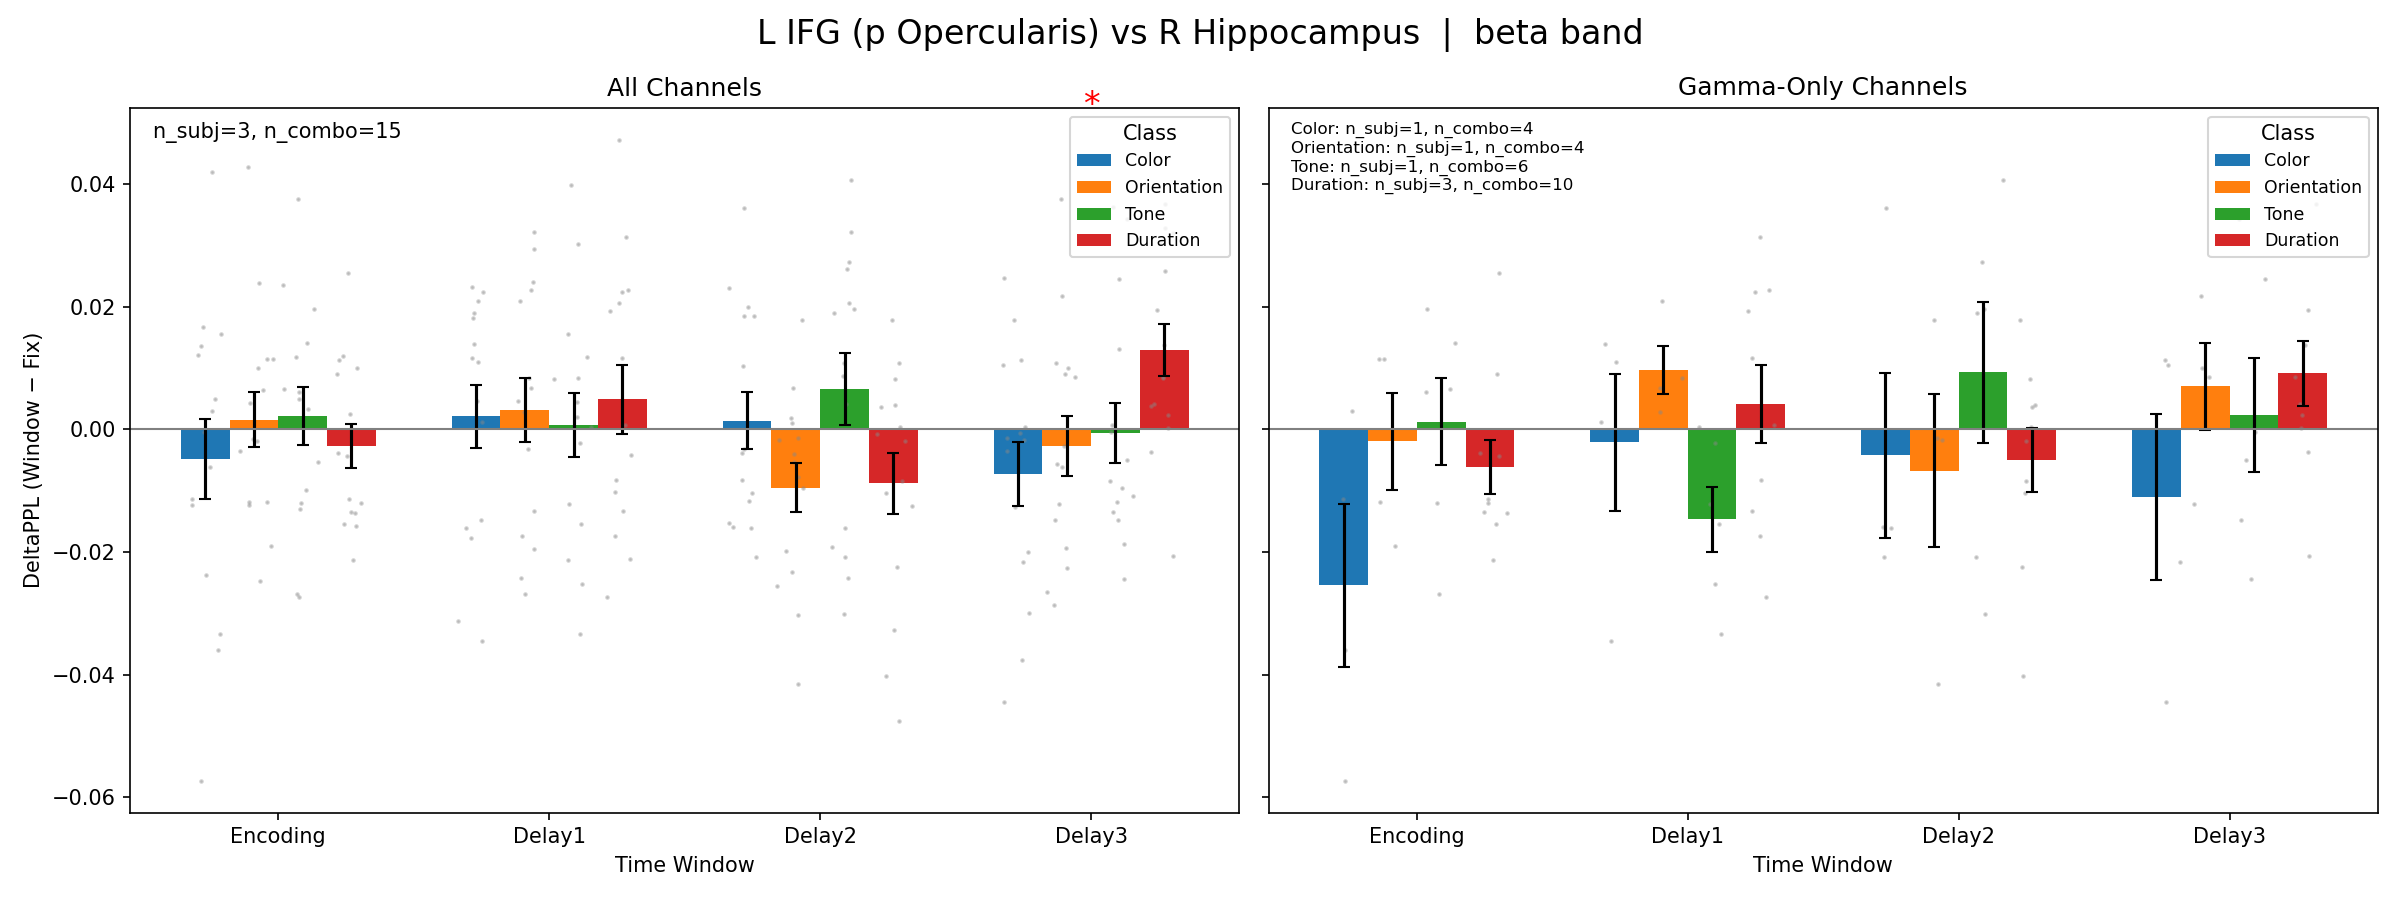 L IFG (p Opercularis) vs R Hippocampus | beta band
All Channels
*
n_subj=3, n_combo=15
Class
Color
Orientation
Tone
Duration
DeltaPPL (Window − Fix)
0.04
0.02
0.00
−0.02
−0.04
−0.06
Encoding
Delay1
Delay2
Delay3
Time Window
Gamma-Only Channels
Color: n_subj=1, n_combo=4
Orientation: n_subj=1, n_combo=4
Tone: n_subj=1, n_combo=6
Duration: n_subj=3, n_combo=10
Class
Color
Orientation
Tone
Duration
Encoding
Delay1
Delay2
Delay3
Time Window